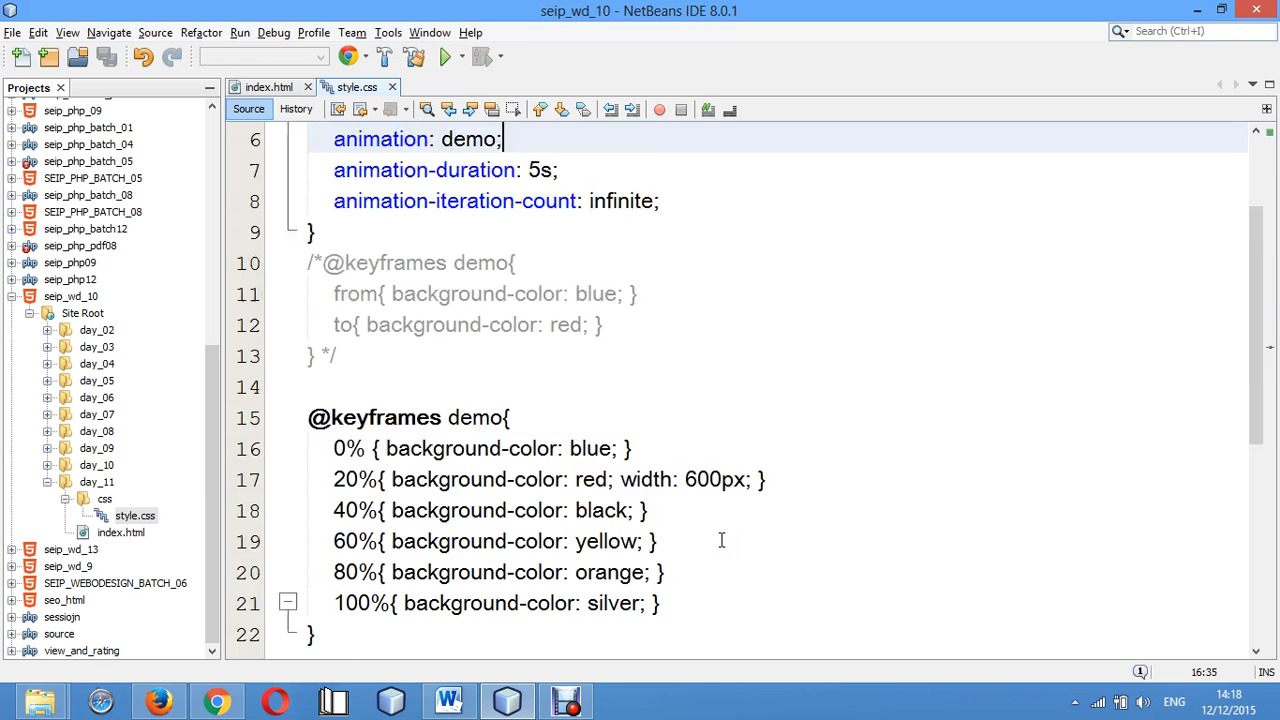 seip_wd_10 - NetBeans IDE 8.0.1
File Edit View Navigate Source Refactor Run Debug Profile Team Tools Window Help
Search (Ctrl+I)
Projects
index.html style.css
Source History
seip_php_09
seip_php_batch_01
seip_php_batch_04
seip_php_batch_05
SEIP_PHP_BATCH_05
seip_php_batch_08
SEIP_PHP_BATCH_08
seip_php_batch12
seip_php_pdf08
seip_php09
seip_php12
seip_wd_10
Site Root
day_02
day_03
day_04
day_05
day_06
day_07
day_08
day_09
day_10
day_11
css
style.css
index.html
seip_wd_13
seip_wd_9
SEIP_WEBODESIGN_BATCH_06
seo_html
sessiojn
source
view_and_rating
6 animation: demo;
7 animation-duration: 5s;
8 animation-iteration-count: infinite;
9 }
10 /*@keyframes demo{
11 from{ background-color: blue; }
12 to{ background-color: red; }
13 } */
14
15 @keyframes demo{
16 0% { background-color: blue; }
17 20%{ background-color: red; width: 600px; }
18 40%{ background-color: black; }
19 60%{ background-color: yellow; }
20 80%{ background-color: orange; }
21 100%{ background-color: silver; }
22 }
16:35 INS
ENG
14:18
12/12/2015